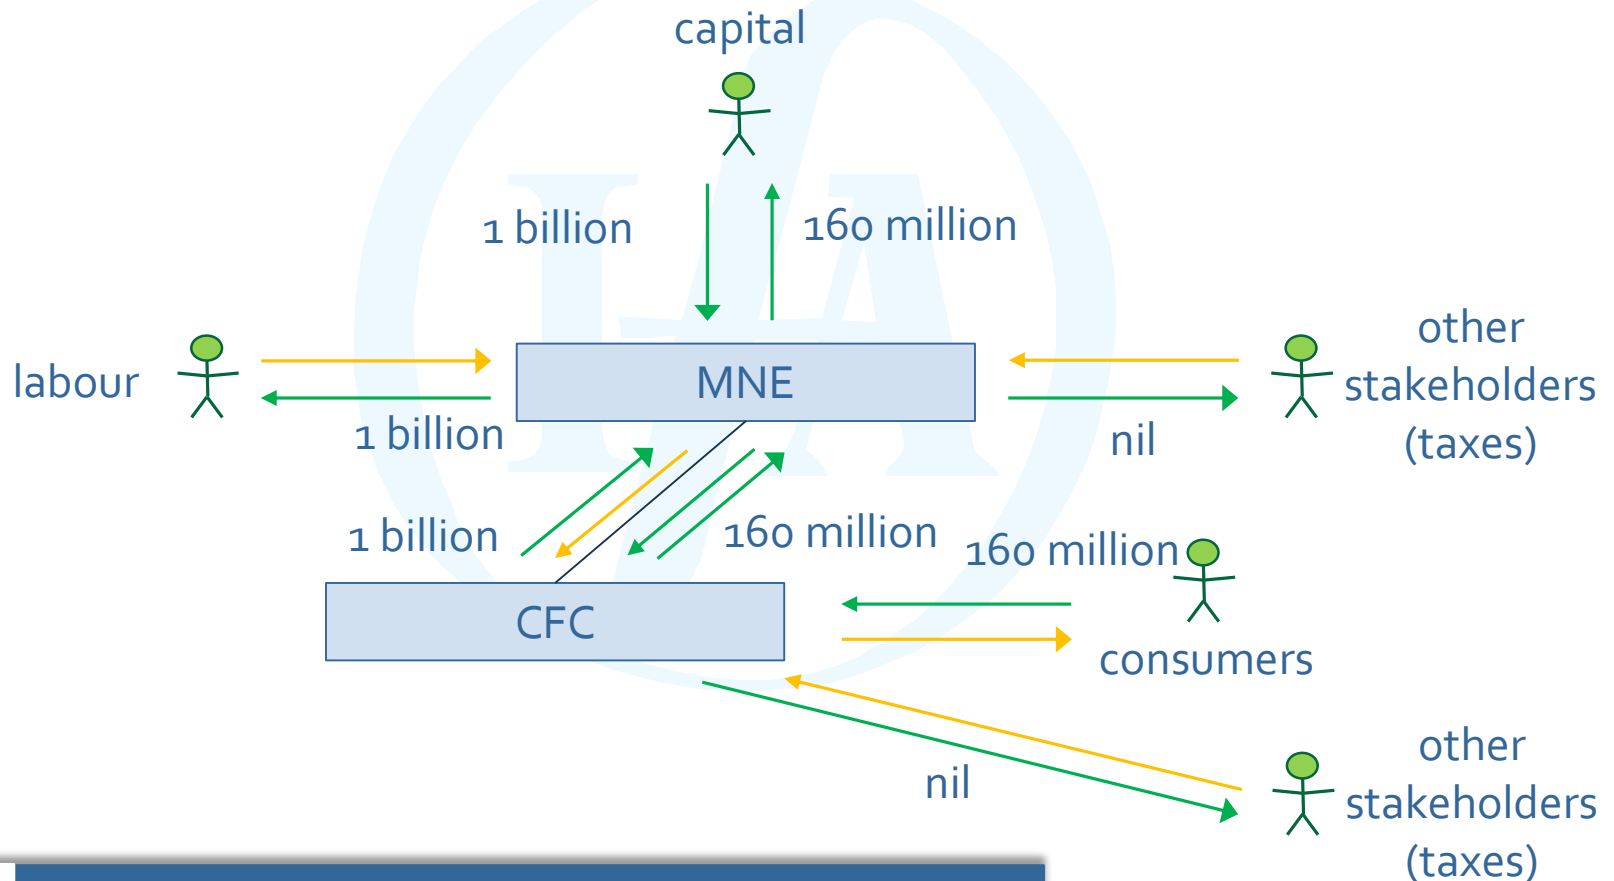 capital
1 billion
160 million
labour
MNE
other
stakeholders
(taxes)
1 billion
nil
1 billion
160 million
160 million
CFC
consumers
nil
other
stakeholders
(taxes)